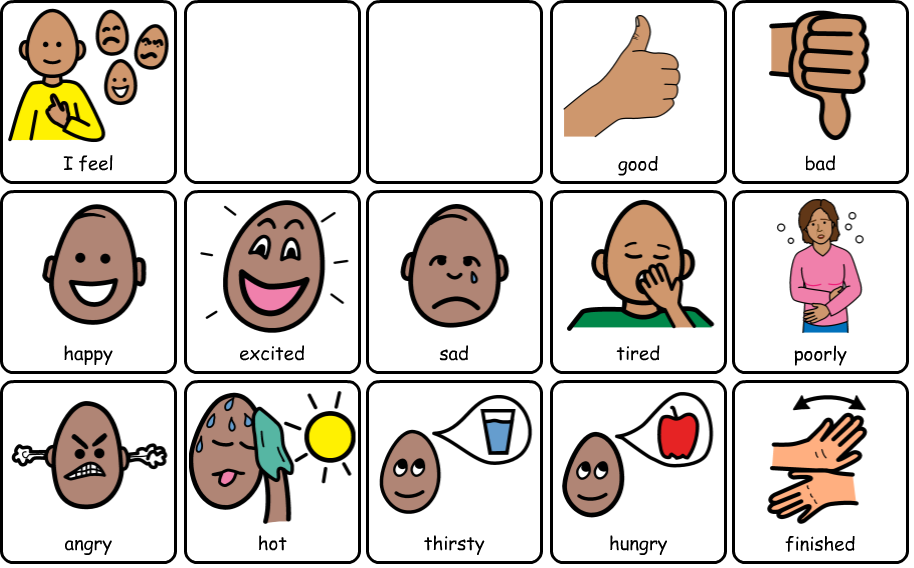 I feel
good
bad
happy
excited
sad
tired
poorly
angry
hot
thirsty
hungry
finished